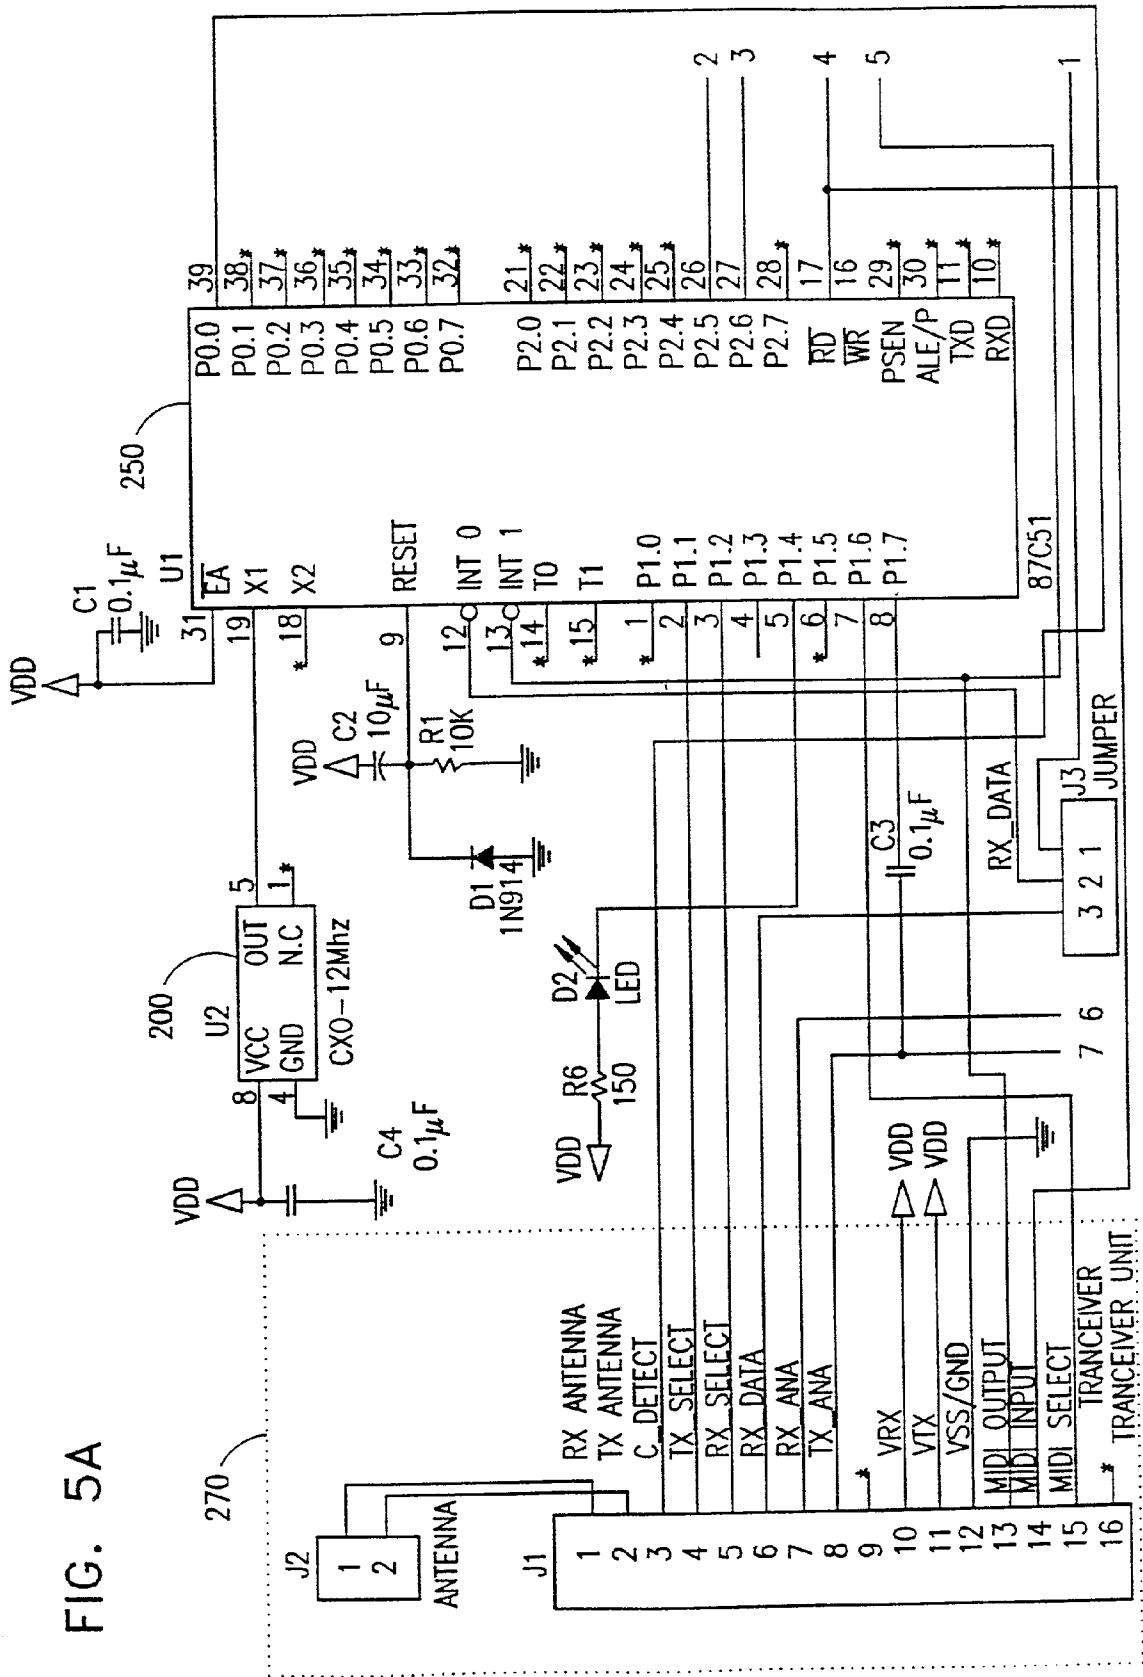 FIG. 5A
270
J2
1
2
ANTENNA
J1
1
2
3
4
5
6
7
8
9
10
11
12
13
14
15
16
RX ANTENNA
TX ANTENNA
C_DETECT
TX_SELECT
RX_SELECT
RX_DATA
RX_ANA
TX_ANA
*
VRX
VTX
VSS/GND
MIDI OUTPUT
MIDI INPUT
MIDI SELECT
*
TRANCEIVER
TRANCEIVER UNIT
VDD
VDD
VDD
C4
0.1µF
200
U2
8 VCC OUT 5
4 GND N.C 1*
CXO-12Mhz
VDD
R6
150
D2
LED
7 6
3 2 1
J3
JUMPER
RX_DATA
C3
0.1µF
D1
1N914
VDD
C2
10µF
R1
10K
VDD
C1
0.1µF
U1
250
31 EA
19 X1
*18 X2
9 RESET
12 INT 0
13 INT 1
*14 T0
*15 T1
*1 P1.0
2 P1.1
3 P1.2
4 P1.3
5 P1.4
*6 P1.5
7 P1.6
8 P1.7
87C51
P0.0 39
P0.1 38*
P0.2 37*
P0.3 36*
P0.4 35*
P0.5 34*
P0.6 33*
P0.7 32*
P2.0 21*
P2.1 22*
P2.2 23*
P2.3 24*
P2.4 25*
P2.5 26
P2.6 27
P2.7 28*
RD 17
WR 16
PSEN 29*
ALE/P 30*
TXD 11*
RXD 10*
2
3
4
5
1